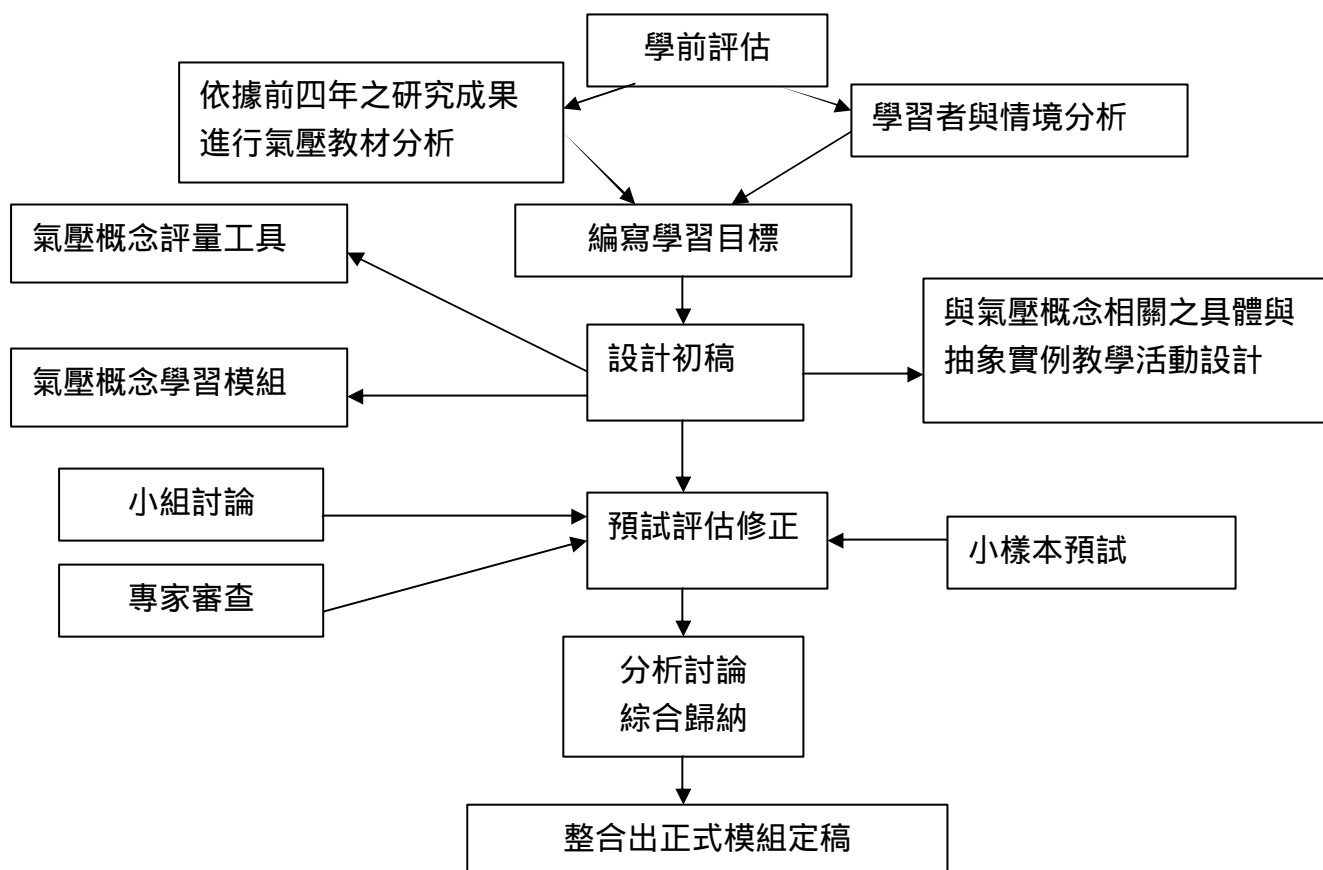 學前評估
依據前四年之研究成果
進行氣壓教材分析
學習者與情境分析
編寫學習目標
氣壓概念評量工具
設計初稿
與氣壓概念相關之具體與
抽象實例教學活動設計
氣壓概念學習模組
小組討論
預試評估修正
小樣本預試
專家審查
分析討論
綜合歸納
整合出正式模組定稿